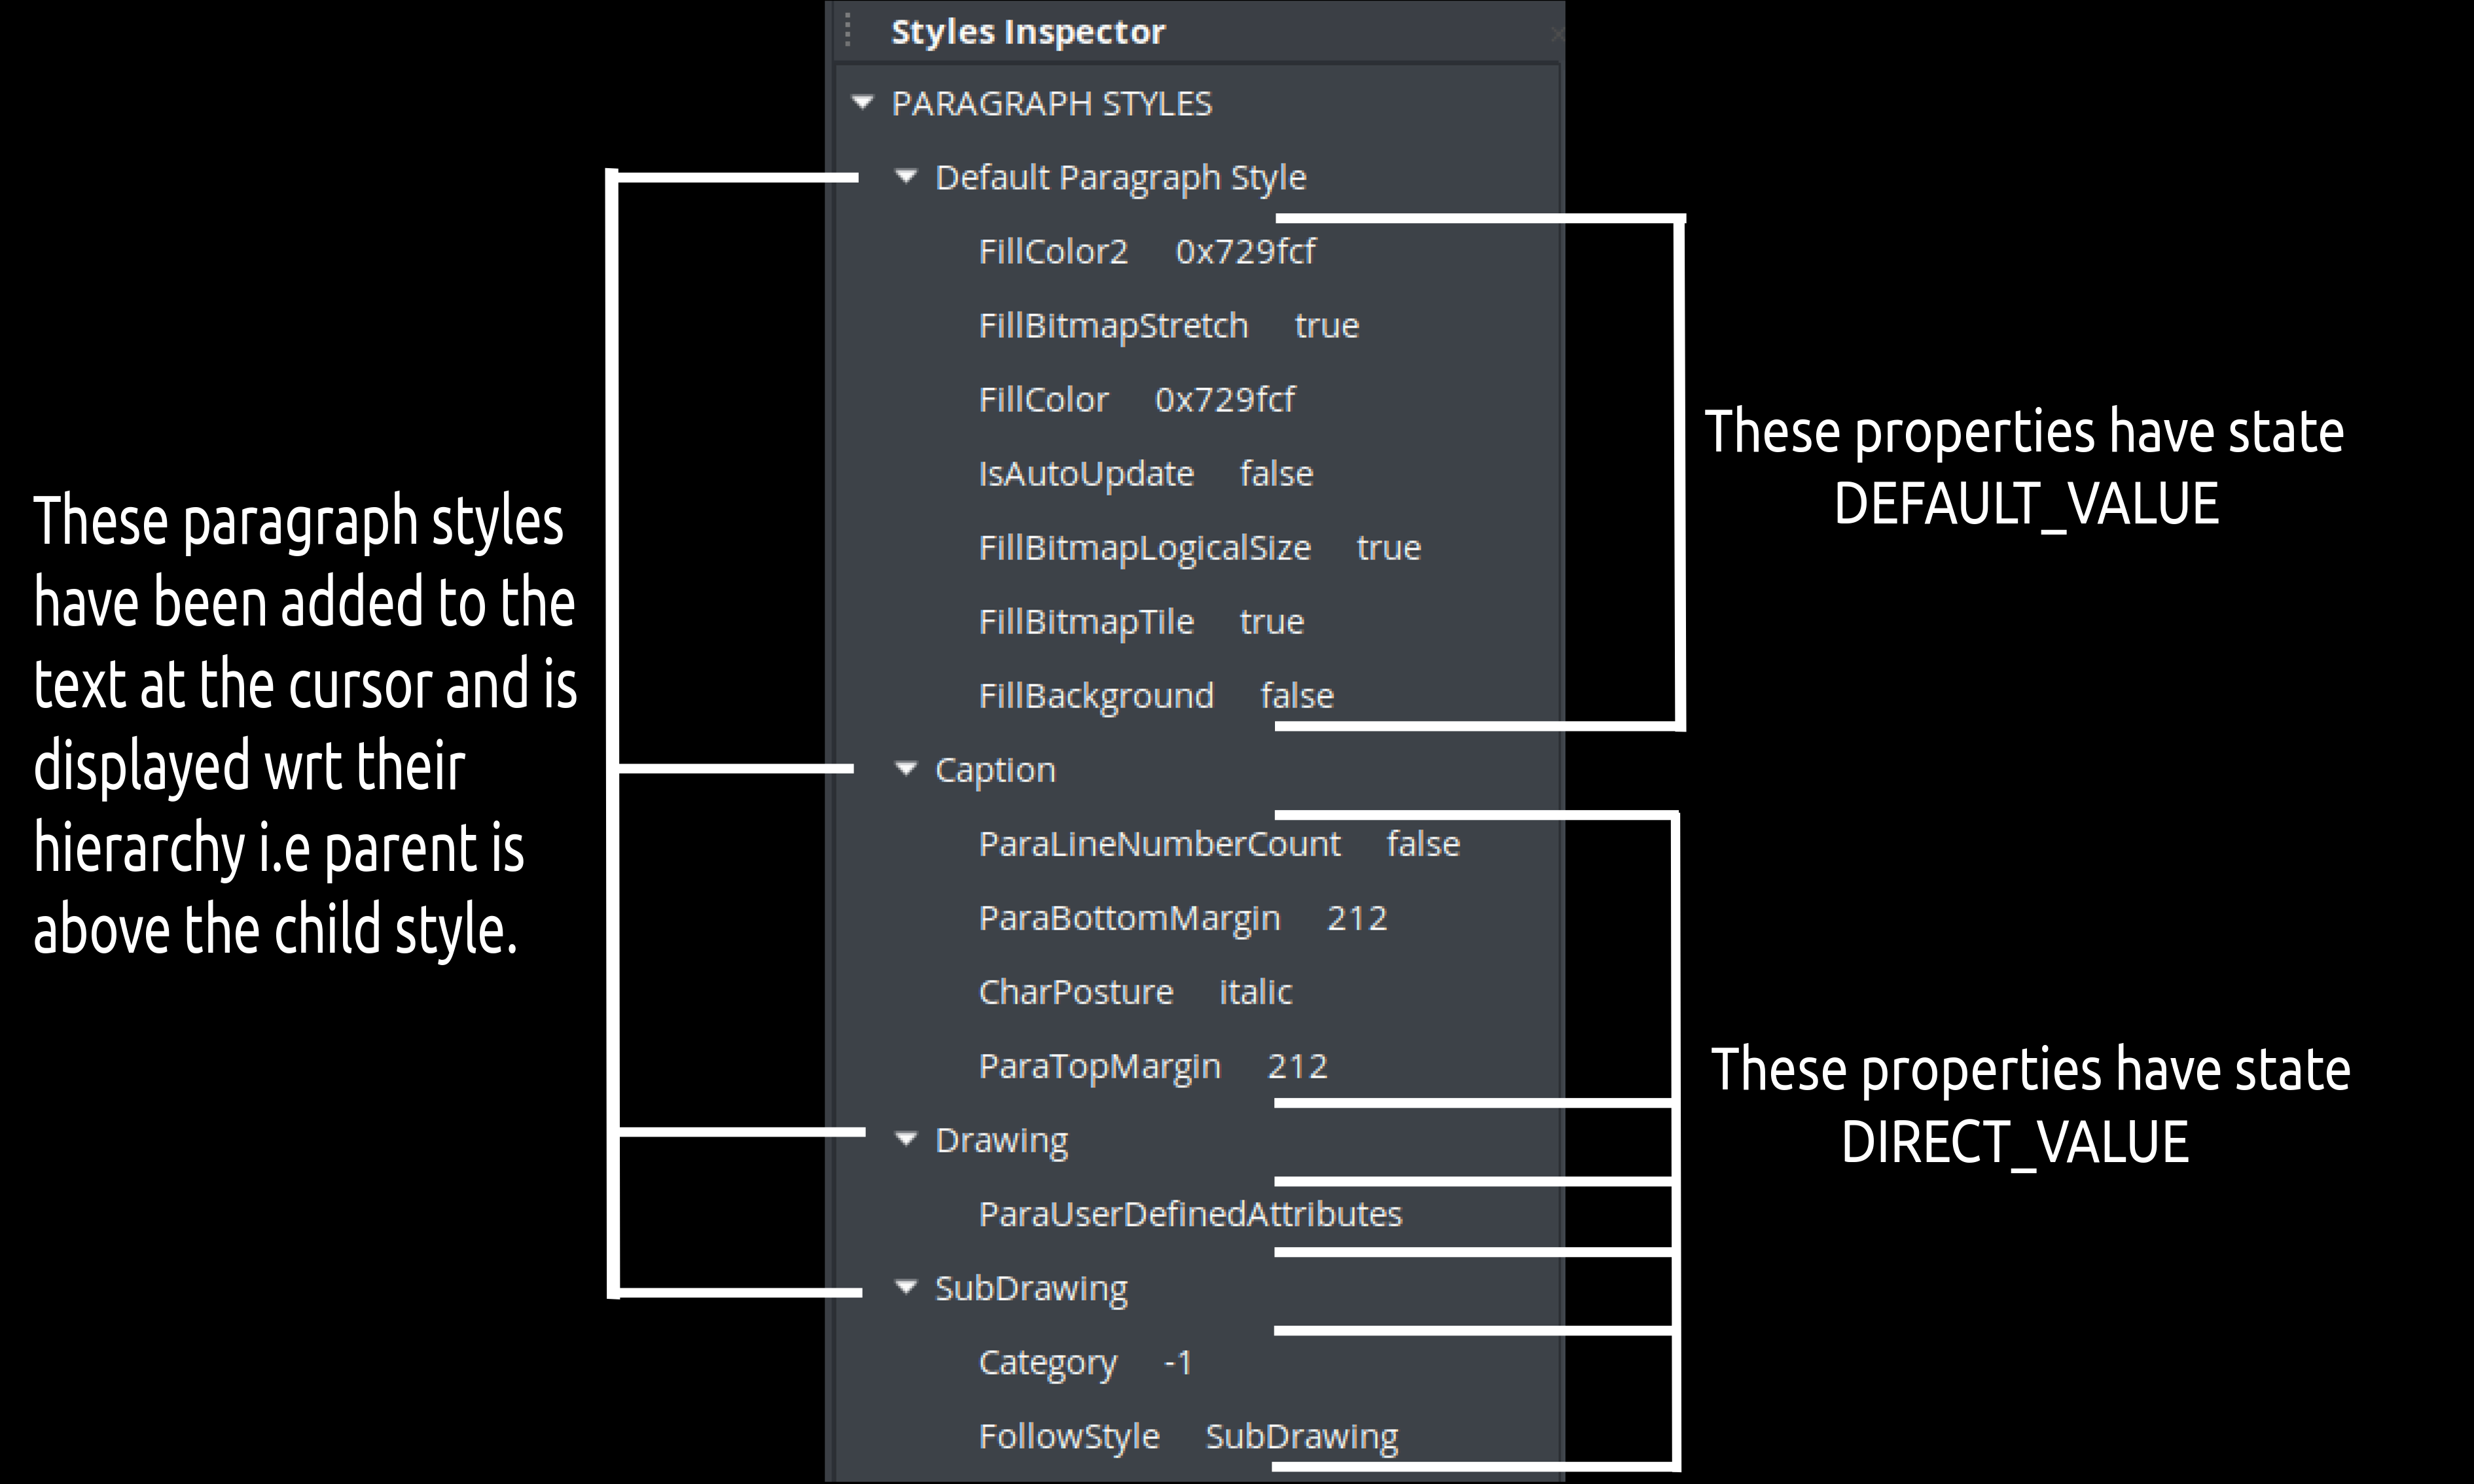 Styles Inspector
PARAGRAPH STYLES
Default Paragraph Style
FillColor2 0x729fcf
FillBitmapStretch true
FillColor 0x729fcf
IsAutoUpdate false
FillBitmapLogicalSize true
FillBitmapTile true
FillBackground false
Caption
ParaLineNumberCount false
ParaBottomMargin 212
CharPosture italic
ParaTopMargin 212
Drawing
ParaUserDefinedAttributes
SubDrawing
Category -1
FollowStyle SubDrawing
These paragraph styles
have been added to the
text at the cursor and is
displayed wrt their
hierarchy i.e parent is
above the child style.
These properties have state
DEFAULT_VALUE
These properties have state
DIRECT_VALUE